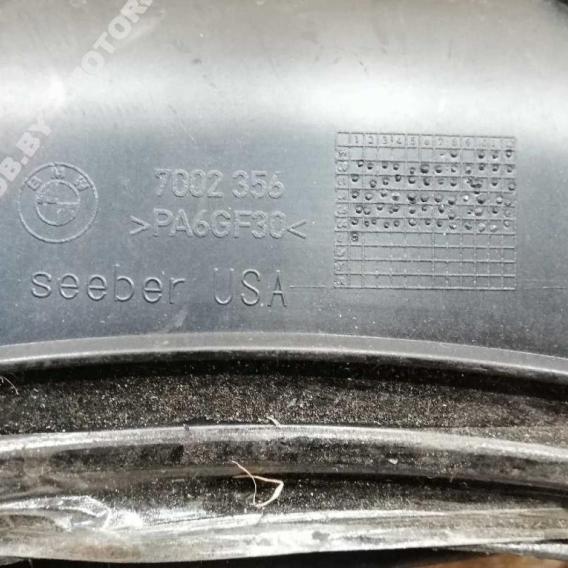 7002 356
BMW
>PA6GF30<
seeber USA
1 2 3 4 5 6 7 8 9 10 11 12